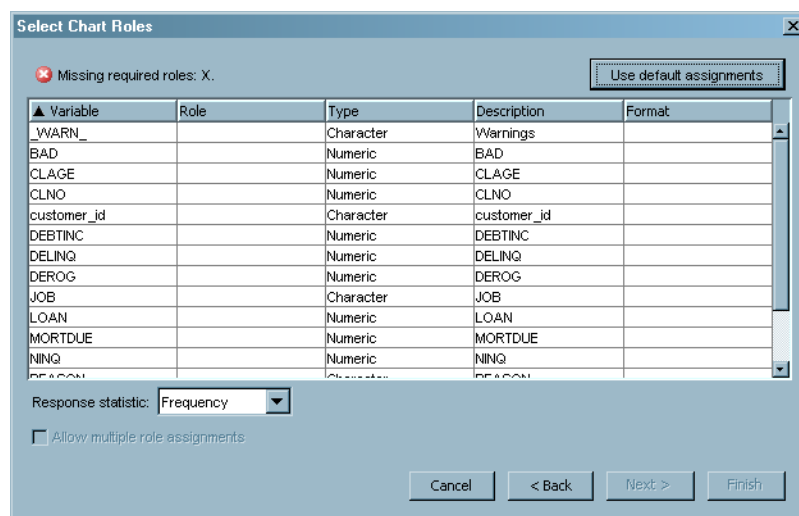 Select Chart Roles
Missing required roles: X.
Use default assignments
▲ Variable Role Type Description Format
_WARN_ Character Warnings
BAD Numeric BAD
CLAGE Numeric CLAGE
CLNO Numeric CLNO
customer_id Character customer_id
DEBTINC Numeric DEBTINC
DELINQ Numeric DELINQ
DEROG Numeric DEROG
JOB Character JOB
LOAN Numeric LOAN
MORTDUE Numeric MORTDUE
NINQ Numeric NINQ
REASON Character REASON
Response statistic: Frequency
Allow multiple role assignments
Cancel < Back Next > Finish